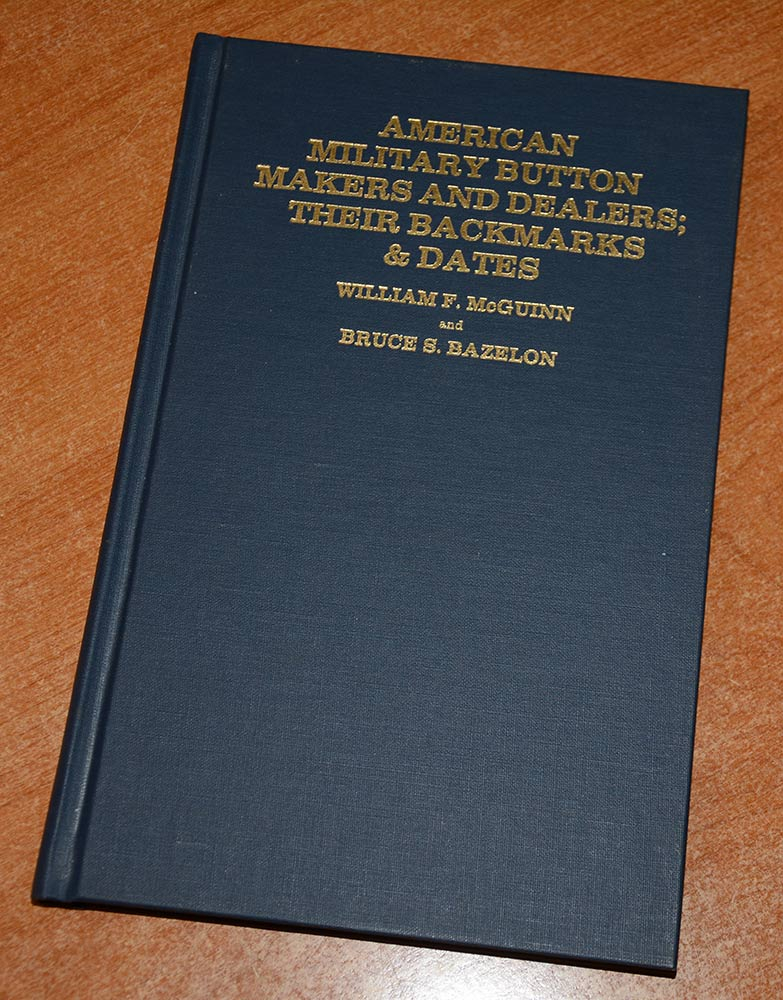 AMERICAN
MILITARY BUTTON
MAKERS AND DEALERS;
THEIR BACKMARKS
& DATES
WILLIAM F. McGUINN
and
BRUCE S. BAZELON